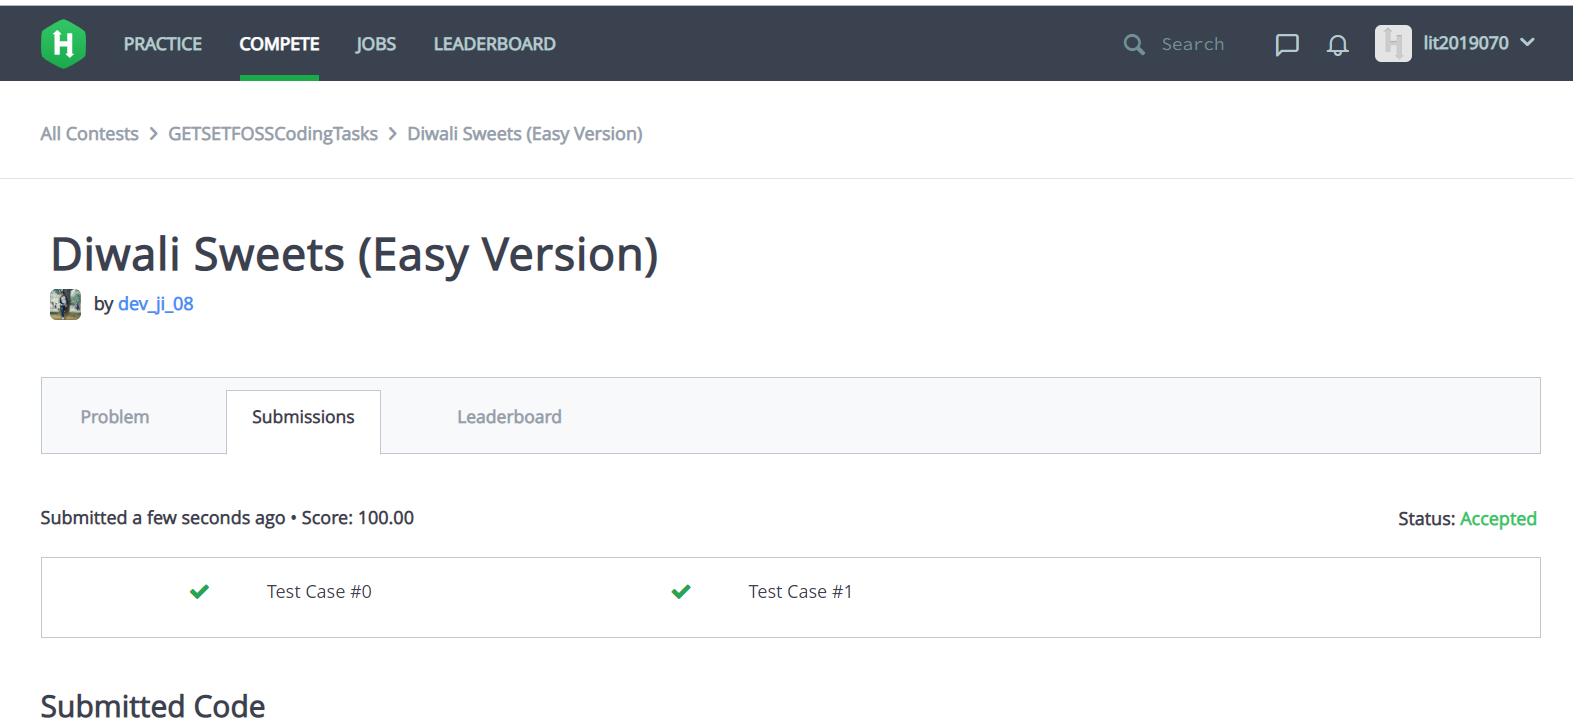 H PRACTICE COMPETE JOBS LEADERBOARD Search H lit2019070
All Contests > GETSETFOSSCodingTasks > Diwali Sweets (Easy Version)
Diwali Sweets (Easy Version)
by dev_ji_08
Problem Submissions Leaderboard
Submitted a few seconds ago • Score: 100.00 Status: Accepted
Test Case #0 Test Case #1
Submitted Code